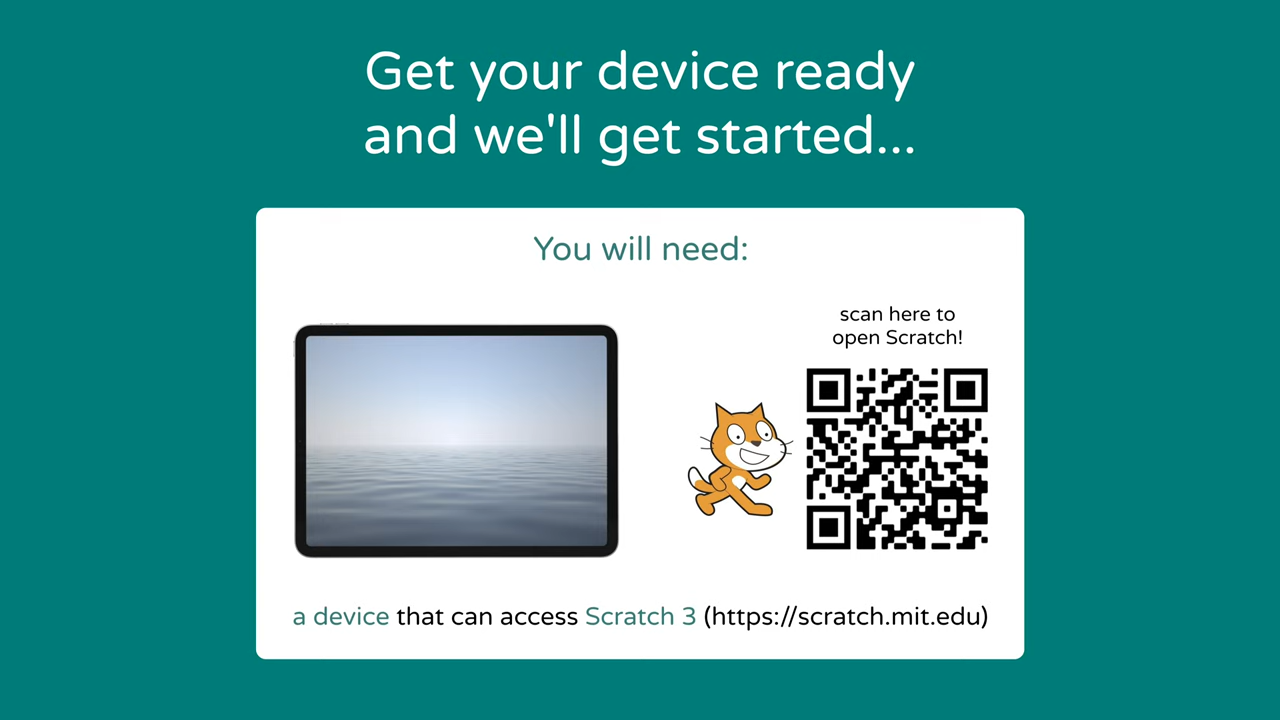 Get your device ready
and we'll get started...
You will need:
scan here to
open Scratch!
a device that can access Scratch 3 (https://scratch.mit.edu)